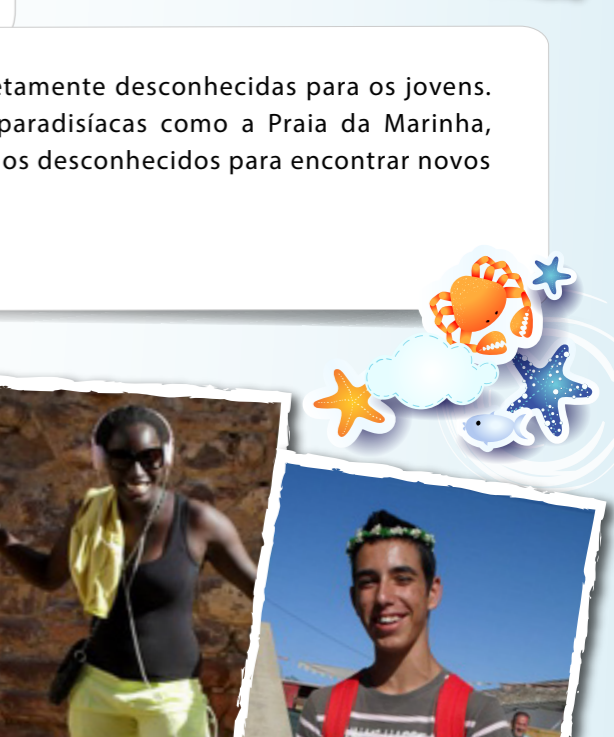 etamente desconhecidas para os jovens.
paradisíacas como a Praia da Marinha,
os desconhecidos para encontrar novos